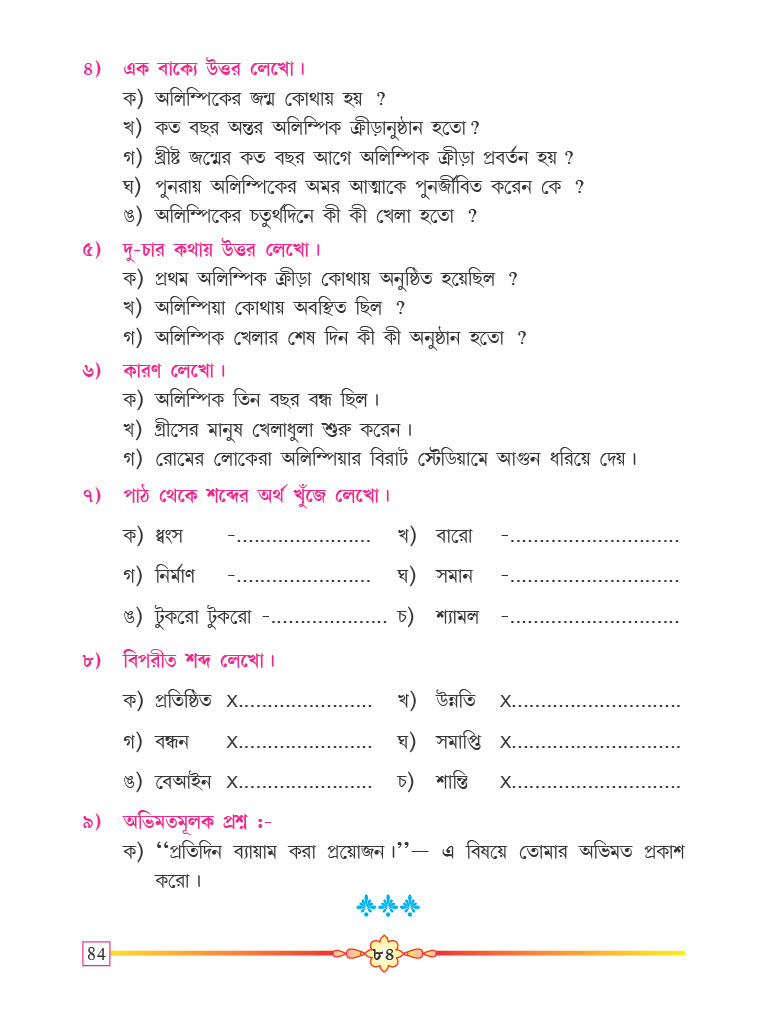 ৪) এক বাক্যে উত্তর লেখো।
ক) অলিম্পিকের জন্ম কোথায় হয় ?
খ) কত বছর অন্তর অলিম্পিক ক্রীড়ানুষ্ঠান হতো ?
গ) খ্রীষ্ট জন্মের কত বছর আগে অলিম্পিক ক্রীড়া প্রবর্তন হয় ?
ঘ) পুনরায় অলিম্পিকের অমর আত্মাকে পুনর্জীবিত করেন কে ?
ঙ) অলিম্পিকের চতুর্থদিনে কী কী খেলা হতো ?
৫) দু-চার কথায় উত্তর লেখো।
ক) প্রথম অলিম্পিক ক্রীড়া কোথায় অনুষ্ঠিত হয়েছিল ?
খ) অলিম্পিয়া কোথায় অবস্থিত ছিল ?
গ) অলিম্পিক খেলার শেষ দিন কী কী অনুষ্ঠান হতো ?
৬) কারণ লেখো।
ক) অলিম্পিক তিন বছর বন্ধ ছিল।
খ) গ্রীসের মানুষ খেলাধুলা শুরু করেন।
গ) রোমের লোকেরা অলিম্পিয়ার বিরাট স্টেডিয়ামে আগুন ধরিয়ে দেয়।
৭) পাঠ থেকে শব্দের অর্থ খুঁজে লেখো।
ক) ধ্বংস -....................... খ) বারো -.............................
গ) নির্মাণ -....................... ঘ) সমান -.............................
ঙ) টুকরো টুকরো -.................... চ) শ্যামল -.............................
৮) বিপরীত শব্দ লেখো।
ক) প্রতিষ্ঠিত x....................... খ) উন্নতি x.............................
গ) বন্ধন x....................... ঘ) সমাপ্তি x.............................
ঙ) বেআইন x....................... চ) শান্তি x.............................
৯) অভিমতমূলক প্রশ্ন :-
ক) ‘‘প্রতিদিন ব্যায়াম করা প্রয়োজন।’’— এ বিষয়ে তোমার অভিমত প্রকাশ
করো।
84 ৮৪